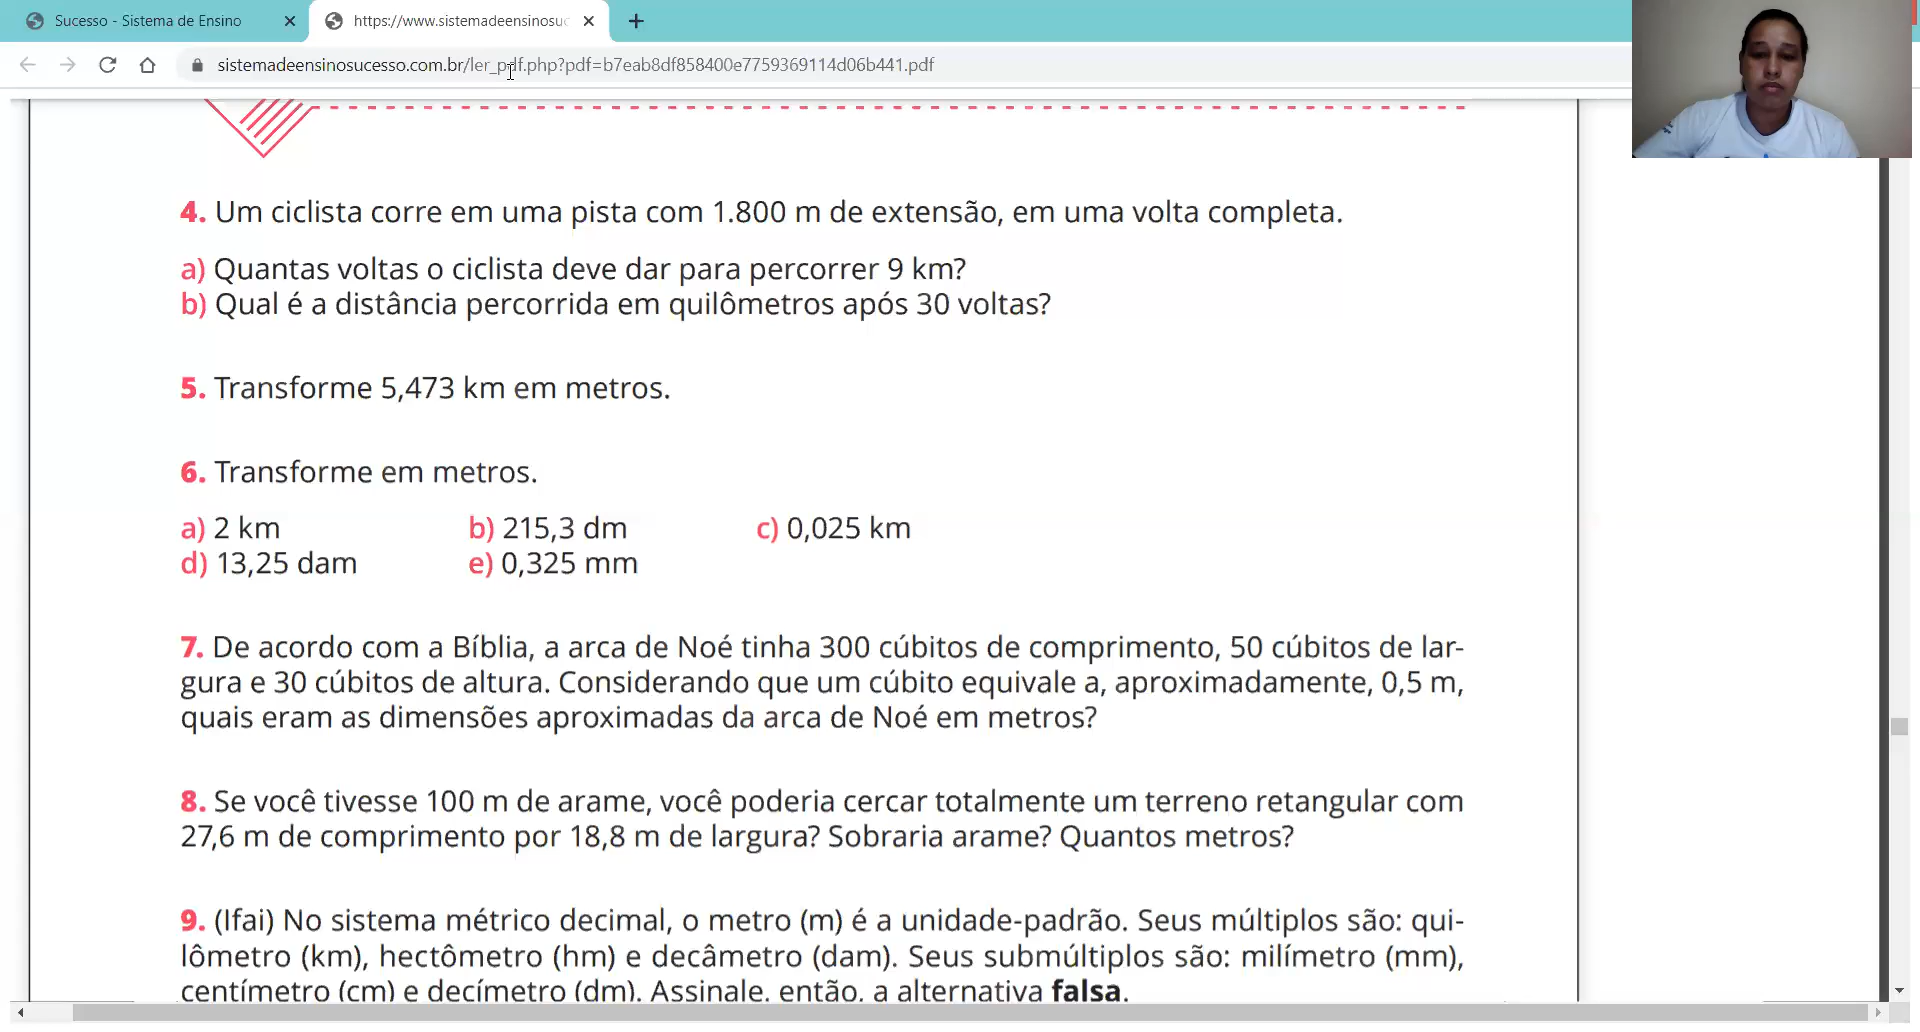 Sucesso - Sistema de Ensino
https://www.sistemadeensinosuc
sistemadeensinosucesso.com.br/ler_pdf.php?pdf=b7eab8df858400e7759369114d06b441.pdf
4. Um ciclista corre em uma pista com 1.800 m de extensão, em uma volta completa.
a) Quantas voltas o ciclista deve dar para percorrer 9 km?
b) Qual é a distância percorrida em quilômetros após 30 voltas?
5. Transforme 5,473 km em metros.
6. Transforme em metros.
a) 2 km b) 215,3 dm c) 0,025 km
d) 13,25 dam e) 0,325 mm
7. De acordo com a Bíblia, a arca de Noé tinha 300 cúbitos de comprimento, 50 cúbitos de lar-
gura e 30 cúbitos de altura. Considerando que um cúbito equivale a, aproximadamente, 0,5 m,
quais eram as dimensões aproximadas da arca de Noé em metros?
8. Se você tivesse 100 m de arame, você poderia cercar totalmente um terreno retangular com
27,6 m de comprimento por 18,8 m de largura? Sobraria arame? Quantos metros?
9. (Ifai) No sistema métrico decimal, o metro (m) é a unidade-padrão. Seus múltiplos são: qui-
lômetro (km), hectômetro (hm) e decâmetro (dam). Seus submúltiplos são: milímetro (mm),
centímetro (cm) e decímetro (dm). Assinale, então, a alternativa falsa.